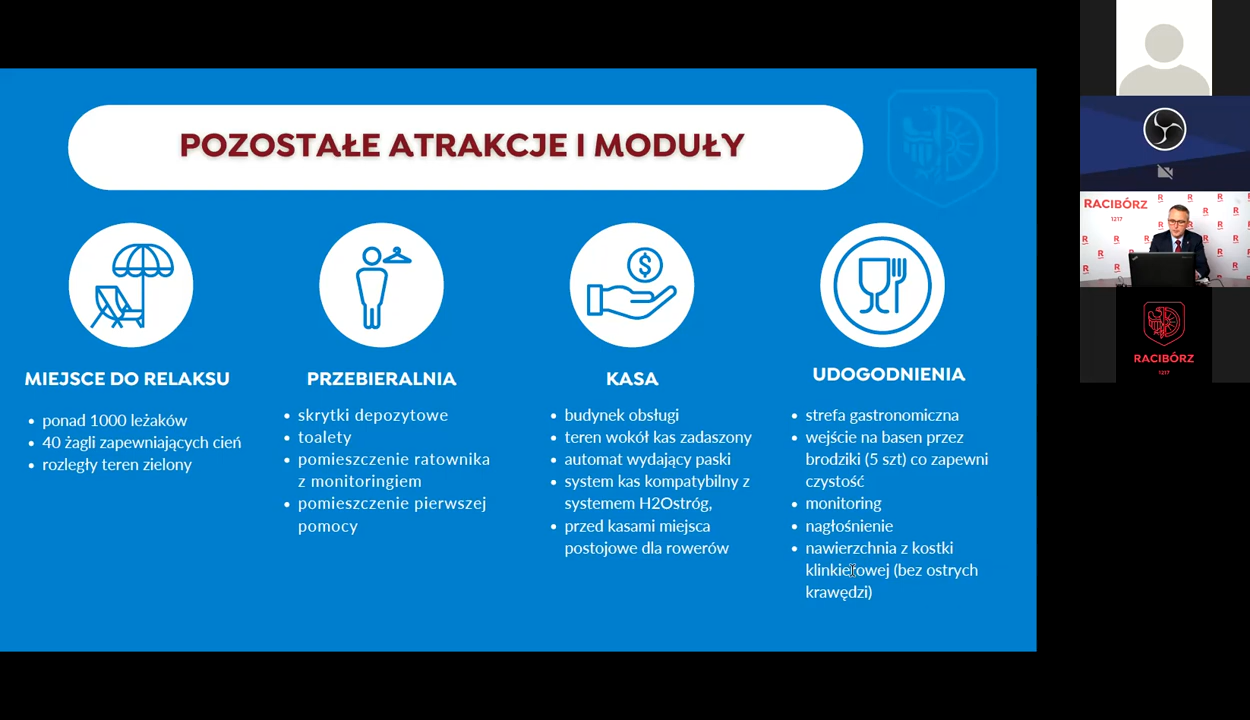 POZOSTAŁE ATRAKCJE I MODUŁY
MIEJSCE DO RELAKSU
• ponad 1000 leżaków
• 40 żagli zapewniających cień
• rozległy teren zielony
PRZEBIERALNIA
• skrytki depozytowe
• toalety
• pomieszczenie ratownika
z monitoringiem
• pomieszczenie pierwszej
pomocy
KASA
• budynek obsługi
• teren wokół kas zadaszony
• automat wydający paski
• system kas kompatybilny z
systemem H2Ostróg,
• przed kasami miejsca
postojowe dla rowerów
UDOGODNIENIA
• strefa gastronomiczna
• wejście na basen przez
brodziki (5 szt) co zapewni
czystość
• monitoring
• nagłośnienie
• nawierzchnia z kostki
klinkierowej (bez ostrych
krawędzi)
RACIBÓRZ
1217
RACIBÓRZ
1217